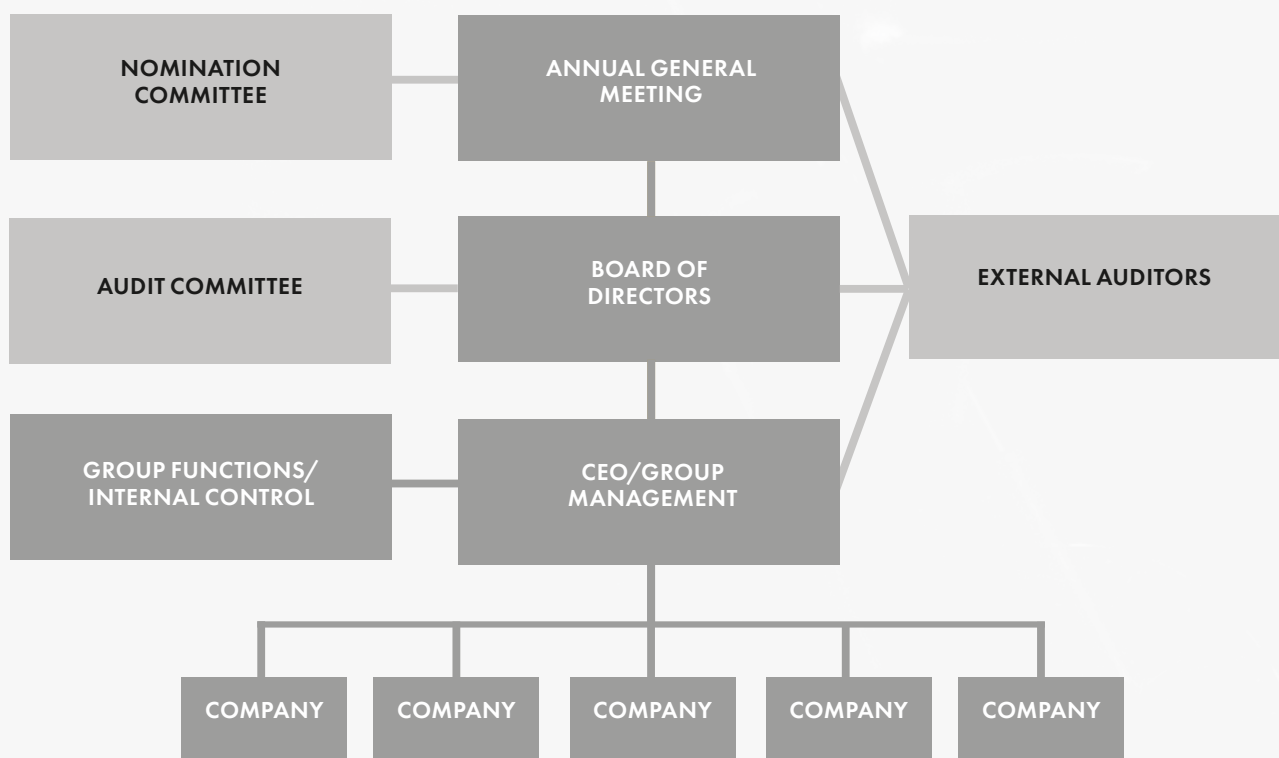 NOMINATION
COMMITTEE
ANNUAL GENERAL
MEETING
AUDIT COMMITTEE
BOARD OF
DIRECTORS
EXTERNAL AUDITORS
GROUP FUNCTIONS/
INTERNAL CONTROL
CEO/GROUP
MANAGEMENT
COMPANY
COMPANY
COMPANY
COMPANY
COMPANY